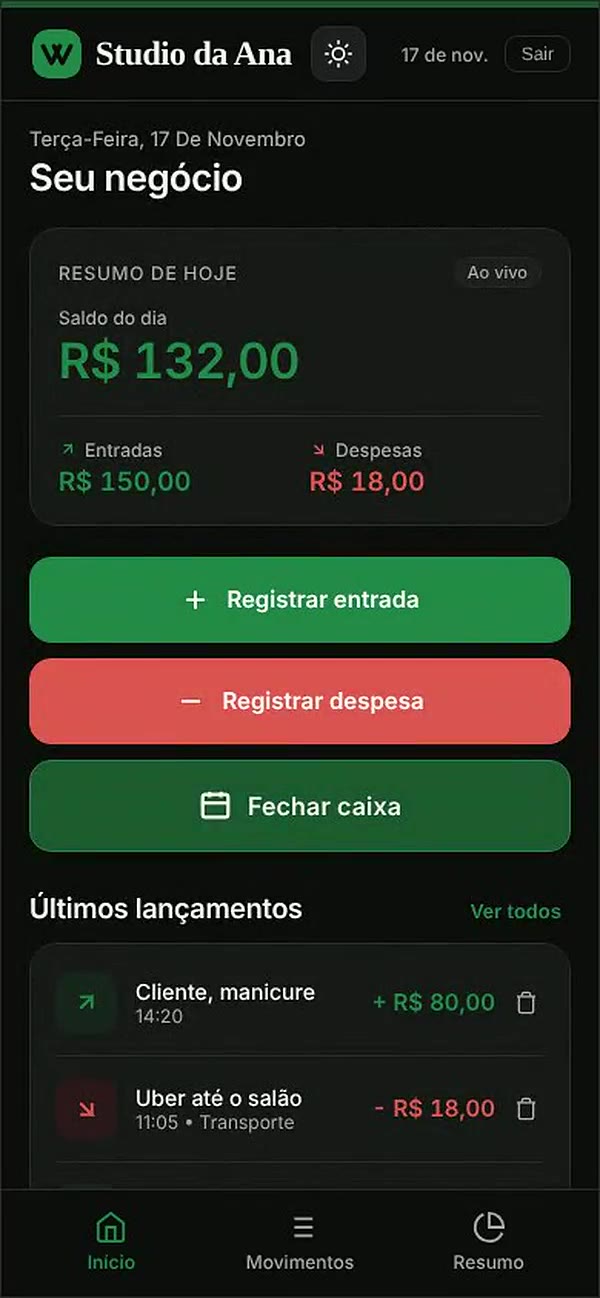 W Studio da Ana 17 de nov. Sair
Terça-Feira, 17 De Novembro
Seu negócio
RESUMO DE HOJE Ao vivo
Saldo do dia
R$ 132,00
Entradas Despesas
R$ 150,00 R$ 18,00
+ Registrar entrada
− Registrar despesa
Fechar caixa
Últimos lançamentos Ver todos
Cliente, manicure + R$ 80,00
14:20
Uber até o salão - R$ 18,00
11:05 • Transporte
Início Movimentos Resumo